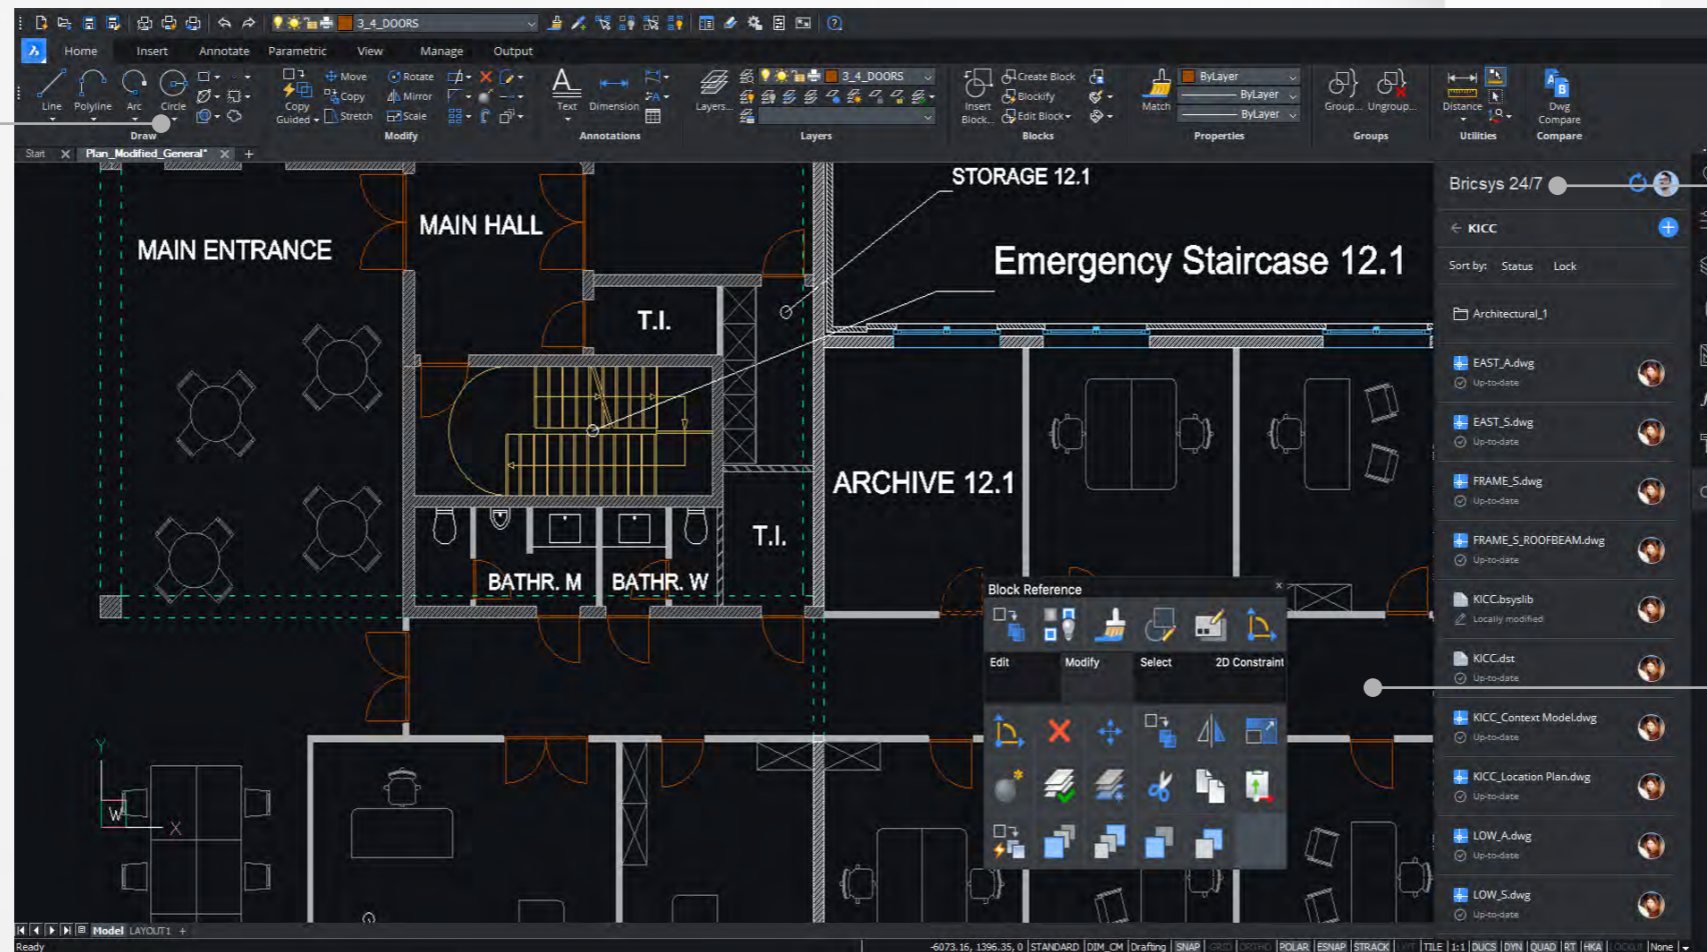 3_4_DOORS
Home Insert Annotate Parametric View Manage Output
Line Polyline Arc Circle
Draw
Copy Guided
Move Rotate
Copy Mirror
Stretch Scale
Modify
Text Dimension
Annotations
Layers...
3_4_DOORS
Layers
Insert Block...
Create Block
Blockify
Edit Block
Blocks
Match
ByLayer
ByLayer
ByLayer
Properties
Group... Ungroup...
Groups
Distance
Utilities
Dwg Compare
Compare
Start Plan_Modified_General*
STORAGE 12.1
MAIN HALL
MAIN ENTRANCE
Emergency Staircase 12.1
T.I.
ARCHIVE 12.1
T.I.
BATHR. M BATHR. W
Block Reference
Edit Modify Select 2D Constraint
Y
W
X
Bricsys 24/7
KICC
Sort by: Status Lock
Architectural_1
EAST_A.dwg
Up-to-date
EAST_S.dwg
Up-to-date
FRAME_S.dwg
Up-to-date
FRAME_S_ROOFBEAM.dwg
Up-to-date
KICC.bsyslib
Locally modified
KICC.dst
Up-to-date
KICC_Context Model.dwg
Up-to-date
KICC_Location Plan.dwg
Up-to-date
LOW_A.dwg
Up-to-date
LOW_S.dwg
Up-to-date
Model LAYOUT1 +
Ready -6073.16, 1396.35, 0 STANDARD DIM_CM Drafting SNAP GRID ORTHO POLAR ESNAP STRACK LWT TILE 1:1 DUCS DYN QUAD RT HKA LOCKUI None